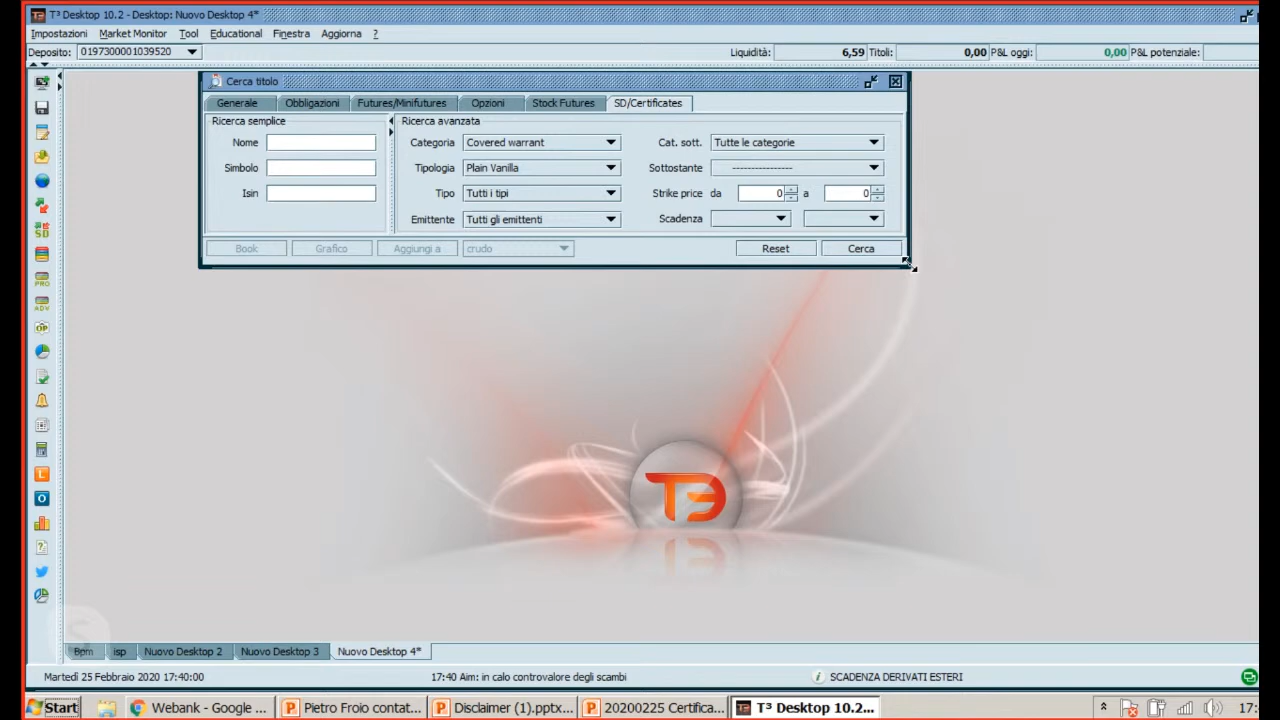 T³ Desktop 10.2 - Desktop: Nuovo Desktop 4*
Impostazioni Market Monitor Tool Educational Finestra Aggiorna ?
Deposito: 0197300001039520 Liquidità: 6,59 Titoli: 0,00 P&L oggi: 0,00 P&L potenziale:
Cerca titolo
Generale Obbligazioni Futures/Minifutures Opzioni Stock Futures SD/Certificates
Ricerca semplice Ricerca avanzata
Nome Categoria Covered warrant Cat. sott. Tutte le categorie
Simbolo Tipologia Plain Vanilla Sottostante ----------------
Isin Tipo Tutti i tipi Strike price da 0 a 0
Emittente Tutti gli emittenti Scadenza
Book Grafico Aggiungi a crudo Reset Cerca
SD
PRO
ADV
OP
L
O
T3
Bpm isp Nuovo Desktop 2 Nuovo Desktop 3 Nuovo Desktop 4*
Martedì 25 Febbraio 2020 17:40:00 17:40 Aim: in calo controvalore degli scambi SCADENZA DERIVATI ESTERI
Start Webank - Google ... Pietro Froio contat... Disclaimer (1).pptx... 20200225 Certifica... T³ Desktop 10.2... 17: